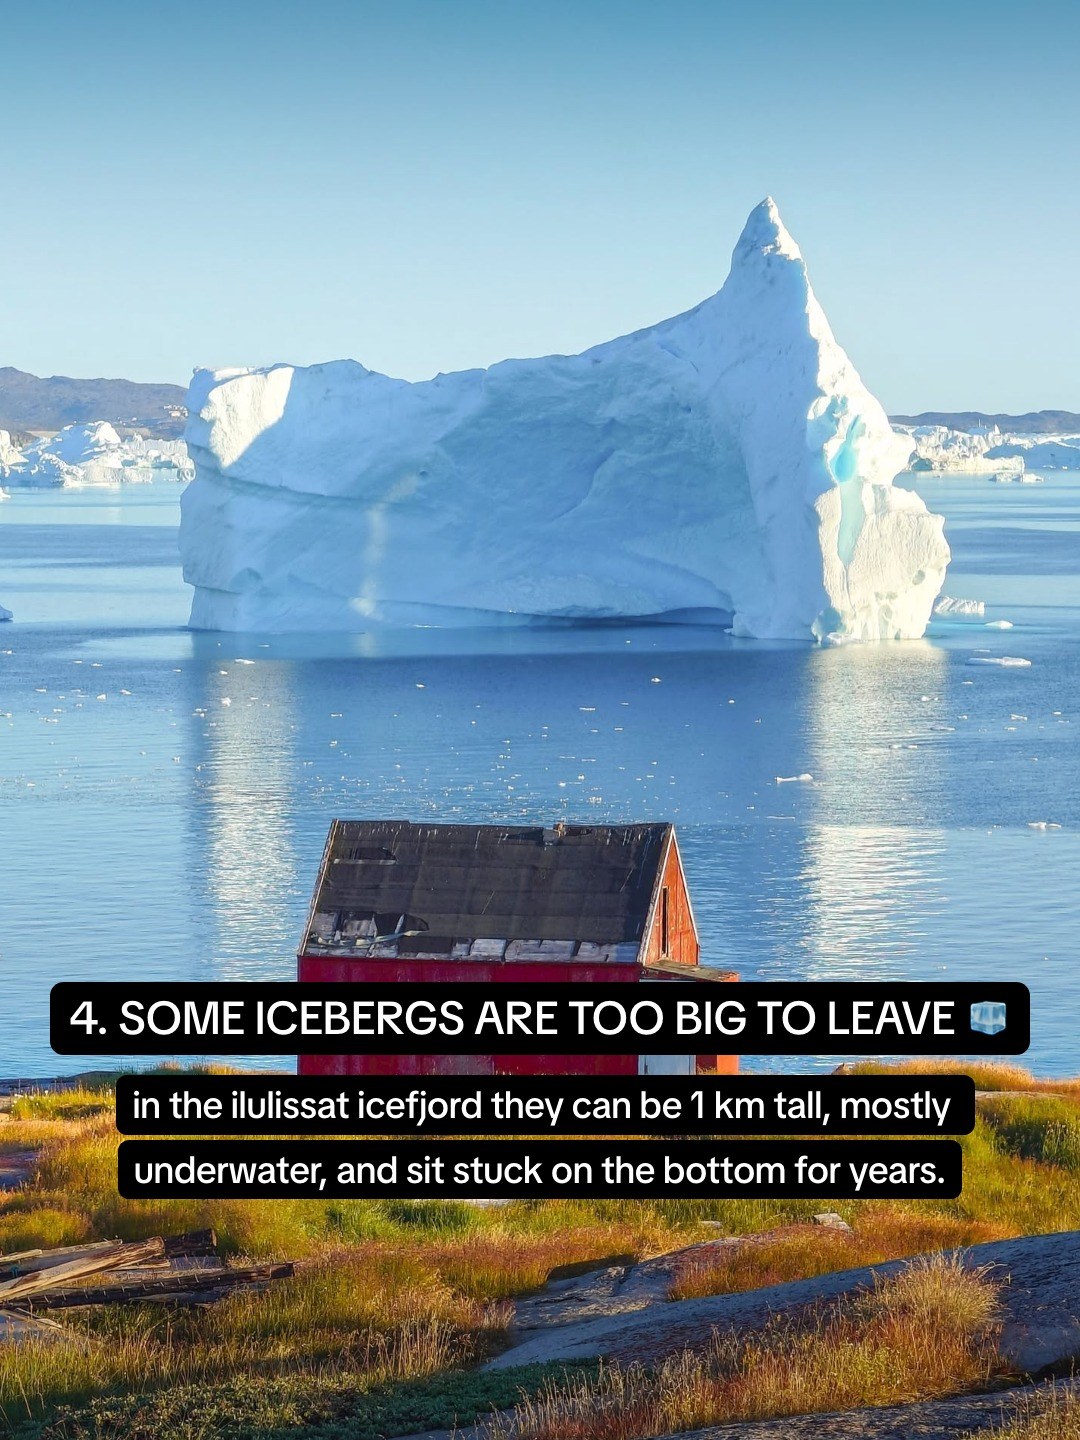 4. SOME ICEBERGS ARE TOO BIG TO LEAVE 🧊
in the ilulissat icefjord they can be 1 km tall, mostly
underwater, and sit stuck on the bottom for years.